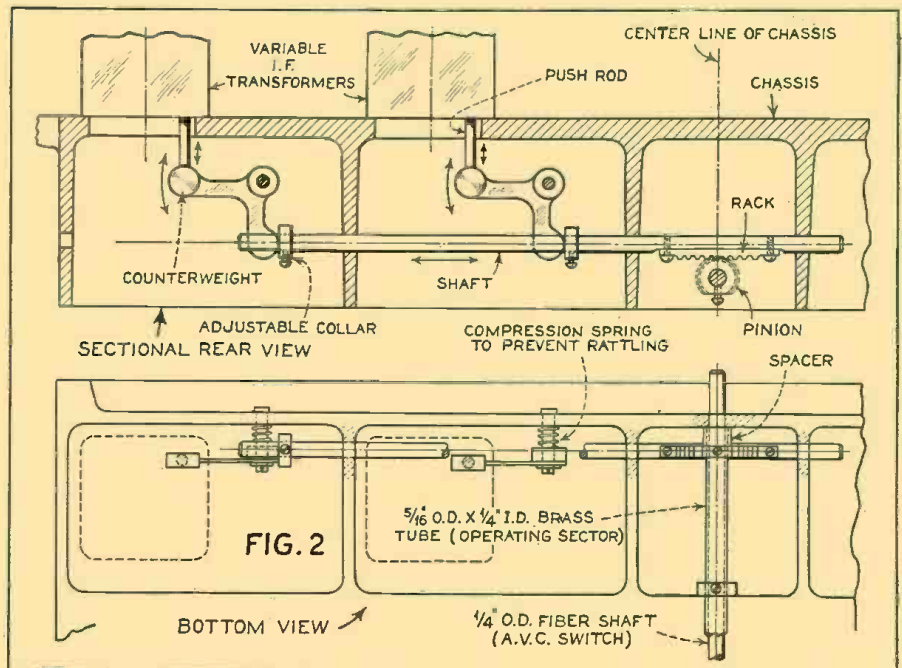 VARIABLE
I.F.
TRANSFORMERS
PUSH ROD
CENTER LINE OF CHASSIS
CHASSIS
RACK
COUNTERWEIGHT
ADJUSTABLE COLLAR
SHAFT
PINION
SECTIONAL REAR VIEW
COMPRESSION SPRING
TO PREVENT RATTLING
SPACER
5/16" O.D. X 1/4" I.D. BRASS
TUBE (OPERATING SECTOR)
FIG. 2
BOTTOM VIEW
1/4" O.D. FIBER SHAFT
(A.V.C. SWITCH)